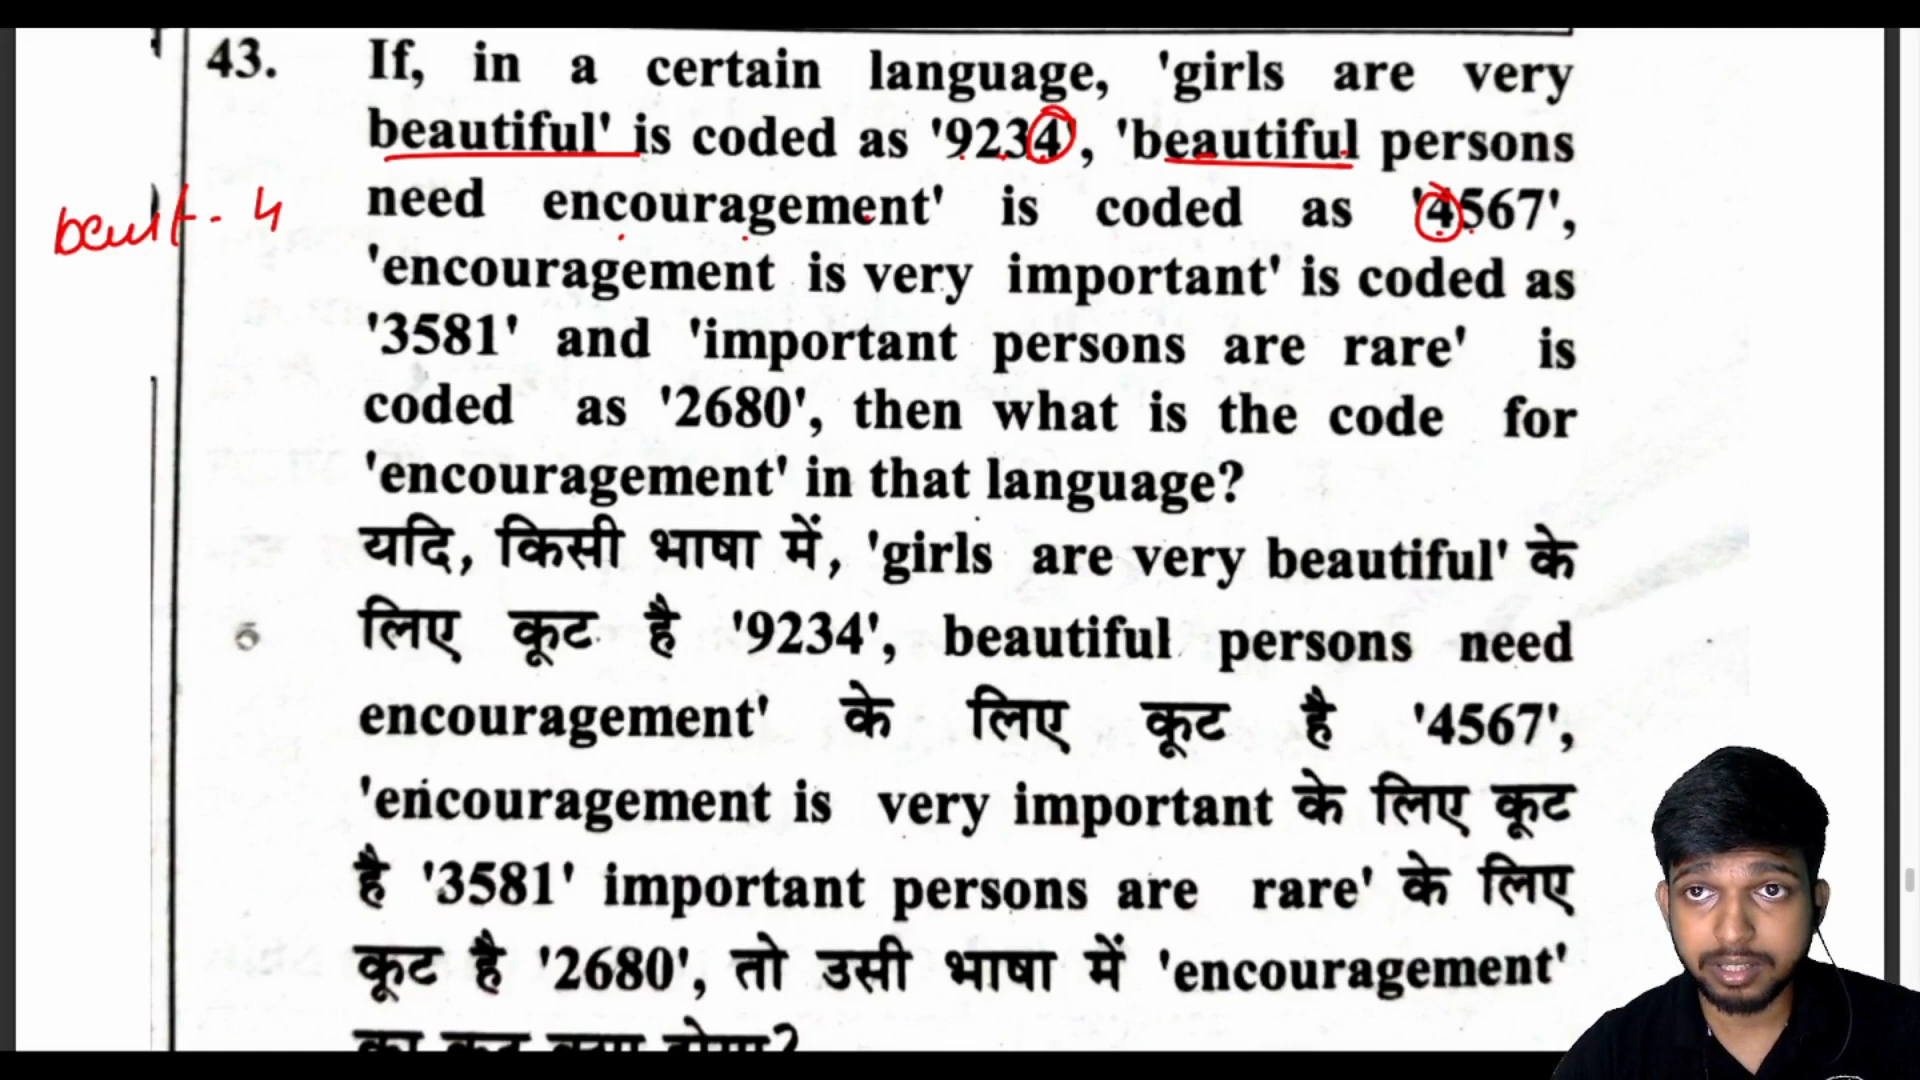 43. If, in a certain language, 'girls are very
beautiful' is coded as '9234', 'beautiful persons
need encouragement' is coded as '4567',
beut - 4
'encouragement is very important' is coded as
'3581' and 'important persons are rare' is
coded as '2680', then what is the code for
'encouragement' in that language?
यदि, किसी भाषा में, 'girls are very beautiful' के
लिए कूट है '9234', beautiful persons need
encouragement' के लिए कूट है '4567',
'encouragement is very important के लिए कूट
है '3581' important persons are rare' के लिए
कूट है '2680', तो उसी भाषा में 'encouragement'
का कूट क्या होगा?